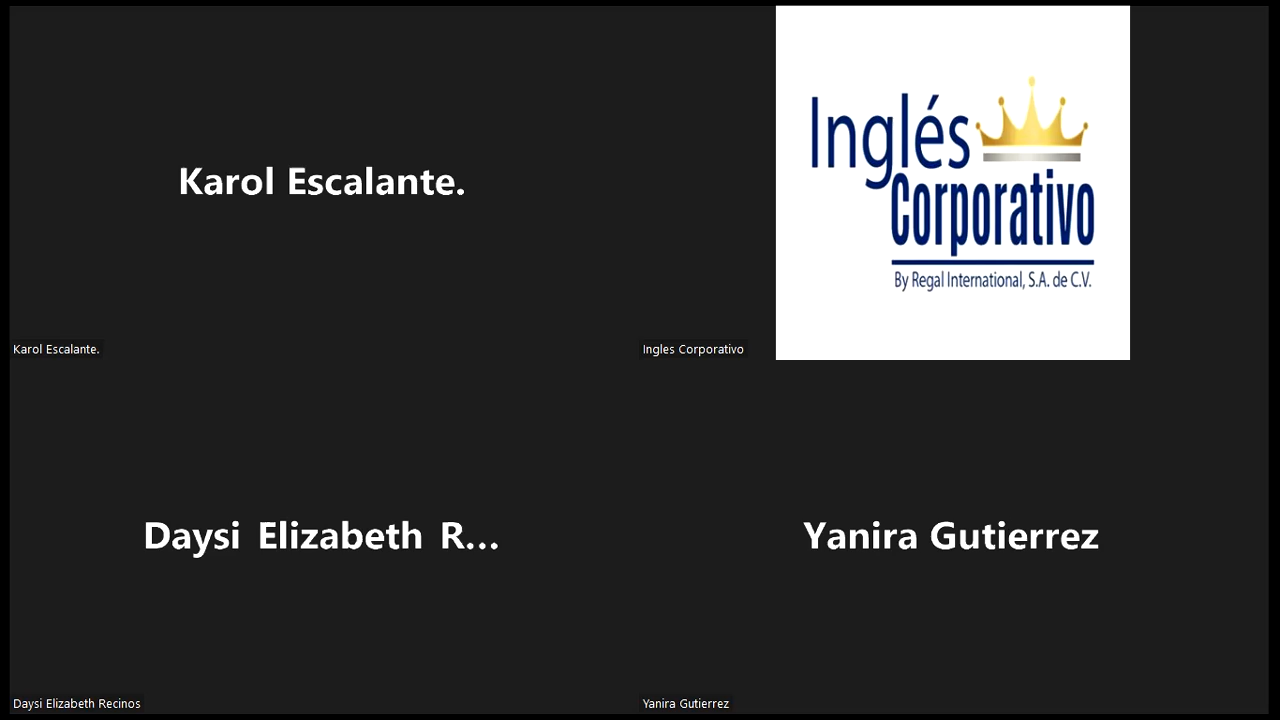 Karol Escalante.
Karol Escalante.
Inglés
Corporativo
By Regal International, S.A. de C.V.
Ingles Corporativo
Daysi Elizabeth R...
Daysi Elizabeth Recinos
Yanira Gutierrez
Yanira Gutierrez